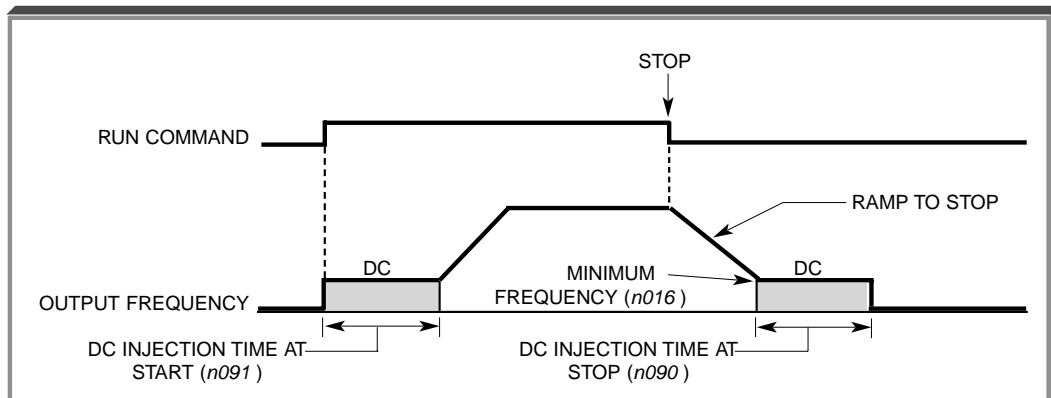 STOP
RUN COMMAND
RAMP TO STOP
DC
MINIMUM
FREQUENCY (n016 )
DC
OUTPUT FREQUENCY
DC INJECTION TIME AT
START (n091 )
DC INJECTION TIME AT
STOP (n090 )